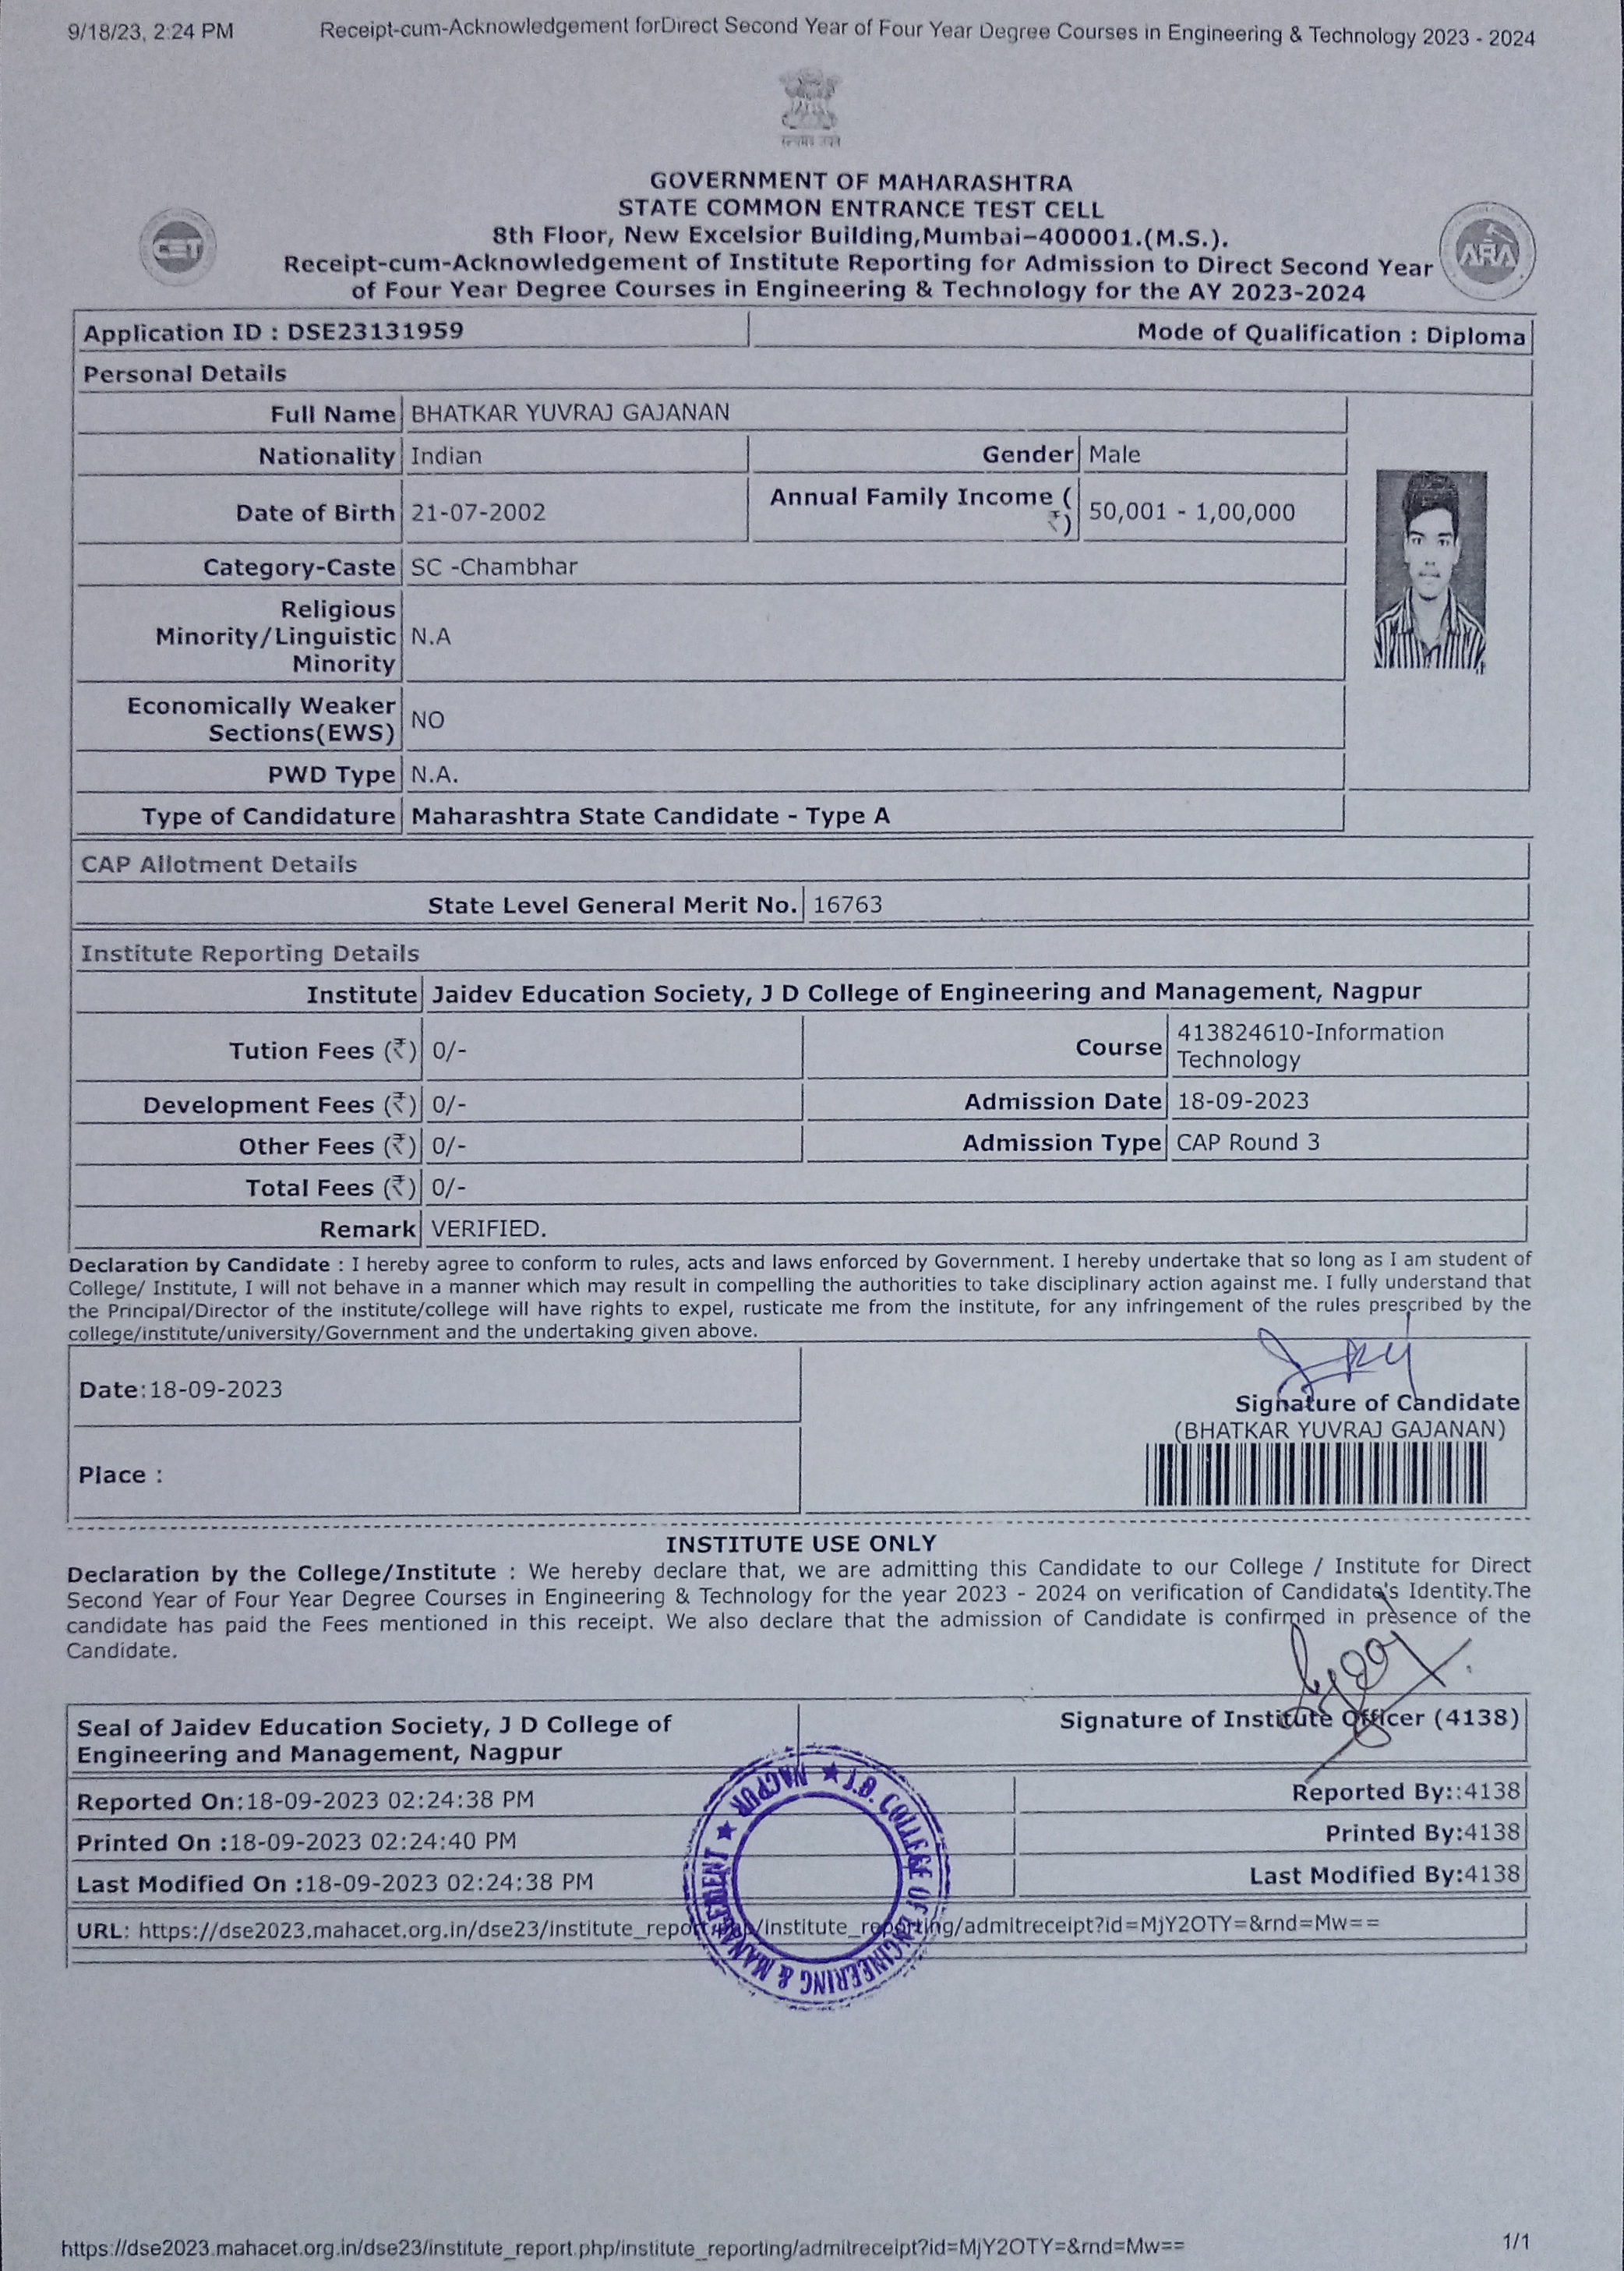 9/18/23, 2:24 PM Receipt-cum-Acknowledgement forDirect Second Year of Four Year Degree Courses in Engineering & Technology 2023 - 2024
सत्यमेव जयते
GOVERNMENT OF MAHARASHTRA
STATE COMMON ENTRANCE TEST CELL
8th Floor, New Excelsior Building,Mumbai–400001.(M.S.).
Receipt-cum-Acknowledgement of Institute Reporting for Admission to Direct Second Year
of Four Year Degree Courses in Engineering & Technology for the AY 2023-2024
CET
ARA
Application ID : DSE23131959 Mode of Qualification : Diploma
Personal Details
Full Name BHATKAR YUVRAJ GAJANAN
Nationality Indian Gender Male
Date of Birth 21-07-2002 Annual Family Income (
₹) 50,001 - 1,00,000
Category-Caste SC -Chambhar
Religious
Minority/Linguistic N.A
Minority
Economically Weaker
Sections(EWS) NO
PWD Type N.A.
Type of Candidature Maharashtra State Candidate - Type A
CAP Allotment Details
State Level General Merit No. 16763
Institute Reporting Details
Institute Jaidev Education Society, J D College of Engineering and Management, Nagpur
Tution Fees (₹) 0/- Course 413824610-Information
Technology
Development Fees (₹) 0/- Admission Date 18-09-2023
Other Fees (₹) 0/- Admission Type CAP Round 3
Total Fees (₹) 0/-
Remark VERIFIED.
Declaration by Candidate : I hereby agree to conform to rules, acts and laws enforced by Government. I hereby undertake that so long as I am student of
College/ Institute, I will not behave in a manner which may result in compelling the authorities to take disciplinary action against me. I fully understand that
the Principal/Director of the institute/college will have rights to expel, rusticate me from the institute, for any infringement of the rules prescribed by the
college/institute/university/Government and the undertaking given above.
Date:18-09-2023
Signature of Candidate
(BHATKAR YUVRAJ GAJANAN)
Place :
INSTITUTE USE ONLY
Declaration by the College/Institute : We hereby declare that, we are admitting this Candidate to our College / Institute for Direct
Second Year of Four Year Degree Courses in Engineering & Technology for the year 2023 - 2024 on verification of Candidate's Identity.The
candidate has paid the Fees mentioned in this receipt. We also declare that the admission of Candidate is confirmed in presence of the
Candidate.
Seal of Jaidev Education Society, J D College of
Engineering and Management, Nagpur
Signature of Institute Officer (4138)
Reported On:18-09-2023 02:24:38 PM Reported By::4138
Printed On :18-09-2023 02:24:40 PM Printed By:4138
Last Modified On :18-09-2023 02:24:38 PM Last Modified By:4138
URL: https://dse2023.mahacet.org.in/dse23/institute_report.php/institute_reporting/admitreceipt?id=MjY2OTY=&rnd=Mw==
★ J.D. COLLEGE OF ENGINEERING & MANAGEMENT ★ NAGPUR
https://dse2023.mahacet.org.in/dse23/institute_report.php/institute_reporting/admitreceipt?id=MjY2OTY=&rnd=Mw== 1/1